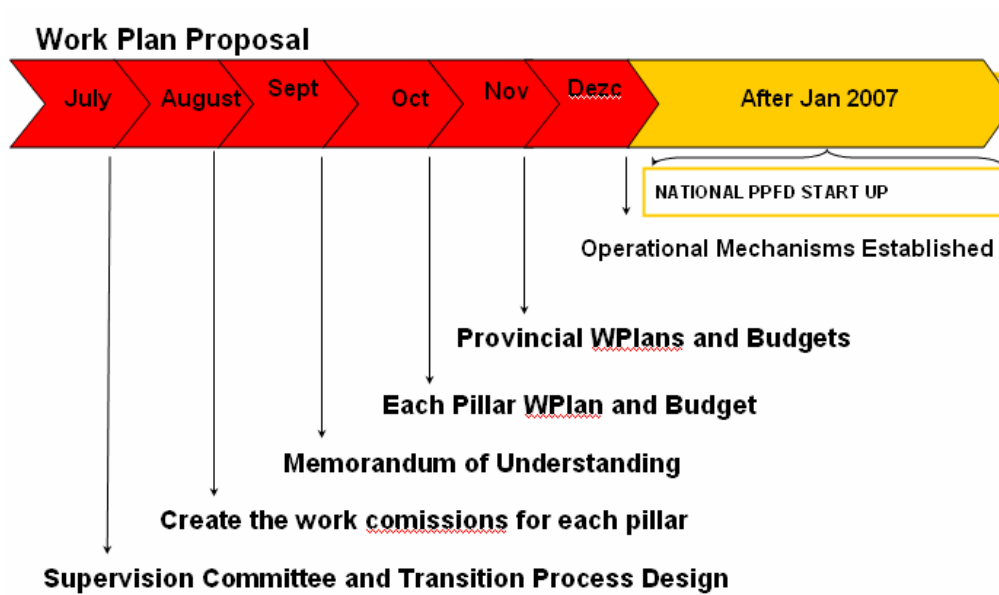 Work Plan Proposal
July August Sept Oct Nov Dezc After Jan 2007
NATIONAL PPFD START UP
Operational Mechanisms Established
Provincial WPlans and Budgets
Each Pillar WPlan and Budget
Memorandum of Understanding
Create the work comissions for each pillar
Supervision Committee and Transition Process Design